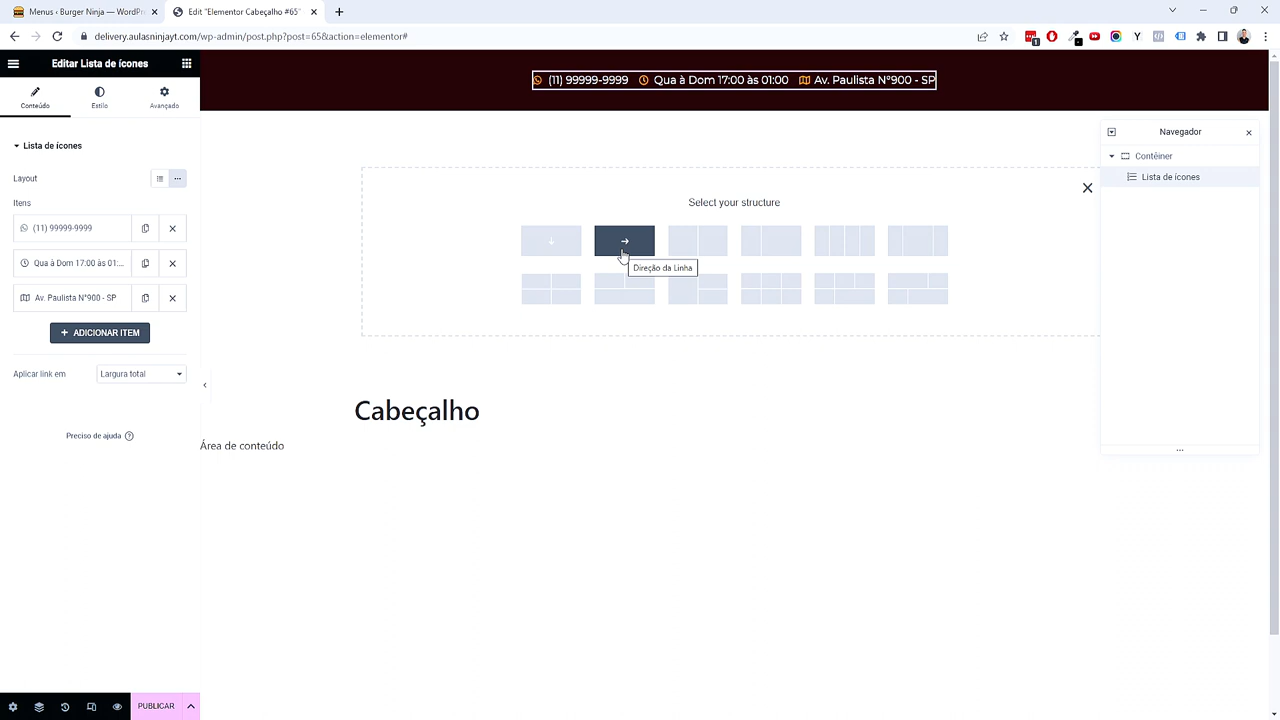 Menus ‹ Burger Ninja — WordPr
Edit "Elementor Cabeçalho #65"
delivery.aulasninjayt.com/wp-admin/post.php?post=65&action=elementor#
Editar Lista de ícones
Conteúdo
Estilo
Avançado
Lista de ícones
Layout
Itens
(11) 99999-9999
Qua à Dom 17:00 às 01:...
Av. Paulista N°900 - SP
ADICIONAR ITEM
Aplicar link em
Largura total
Preciso de ajuda
PUBLICAR
(11) 99999-9999
Qua à Dom 17:00 às 01:00
Av. Paulista N°900 - SP
Select your structure
Direção da Linha
Cabeçalho
Área de conteúdo
Navegador
Contêiner
Lista de ícones